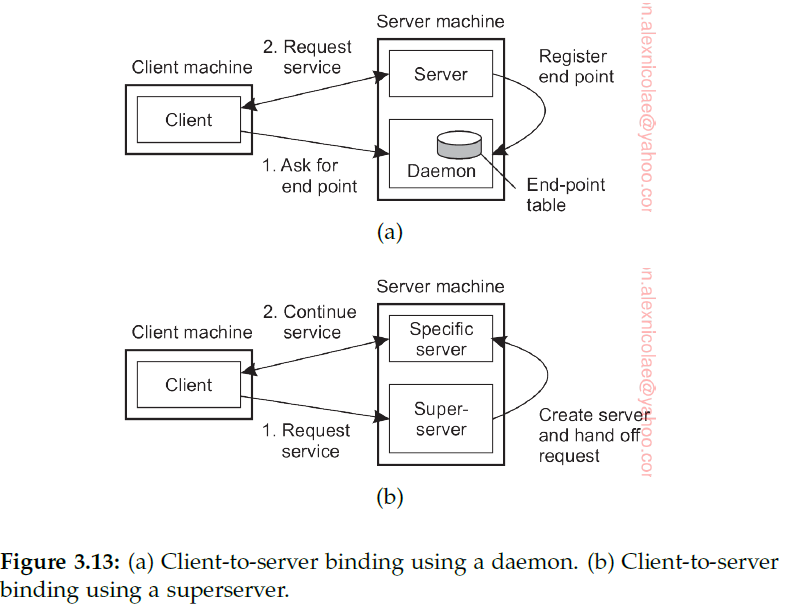 Server machine
2. Request
service
Register
end point
Client machine
Server
Client
1. Ask for
end point
Daemon
End-point
table
(a)
n.alexnicolae@yahoo.cor
Server machine
2. Continue
service
Client machine
Specific
server
Client
Super-
server
1. Request
service
Create server
and hand off
request
(b)
n.alexnicolae@yahoo.cor
Figure 3.13: (a) Client-to-server binding using a daemon. (b) Client-to-server
binding using a superserver.